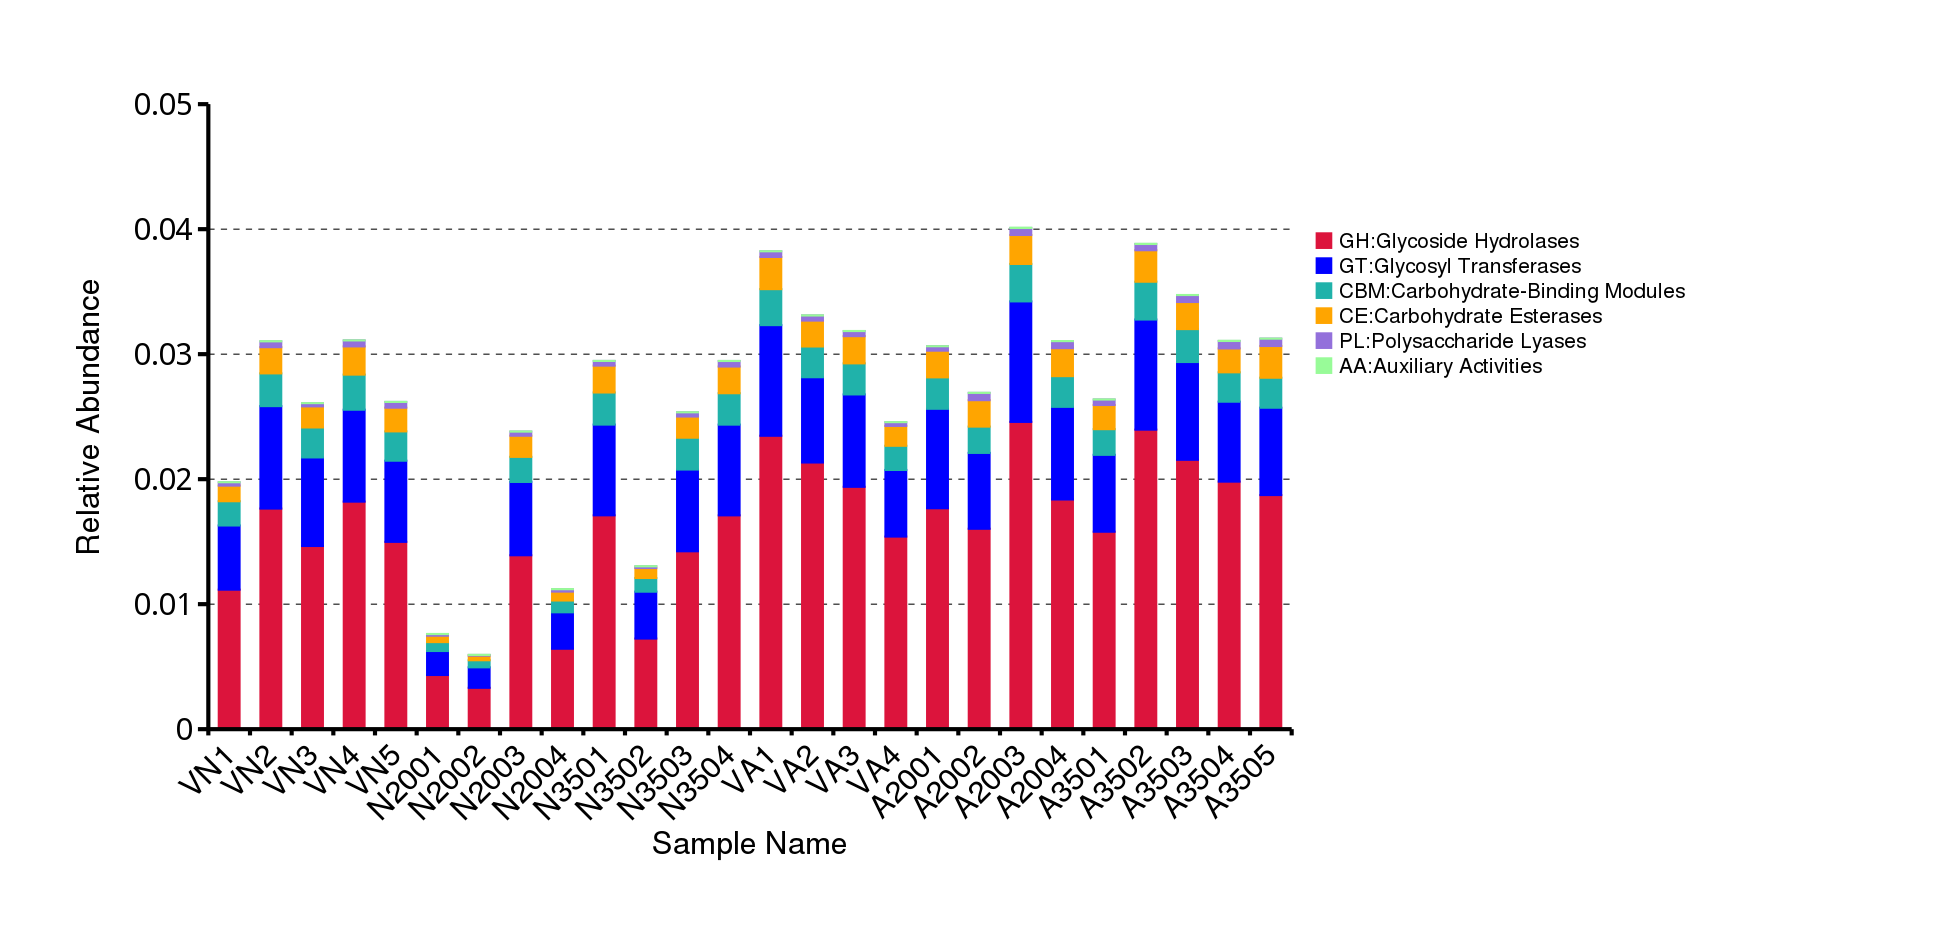 0.05
0.04
0.03
0.02
0.01
0
Relative Abundance
GH:Glycoside Hydrolases
GT:Glycosyl Transferases
CBM:Carbohydrate-Binding Modules
CE:Carbohydrate Esterases
PL:Polysaccharide Lyases
AA:Auxiliary Activities
VN1
VN2
VN3
VN4
VN5
N2001
N2002
N2003
N2004
N3501
N3502
N3503
N3504
VA1
VA2
VA3
VA4
A2001
A2002
A2003
A2004
A3501
A3502
A3503
A3504
A3505
Sample Name